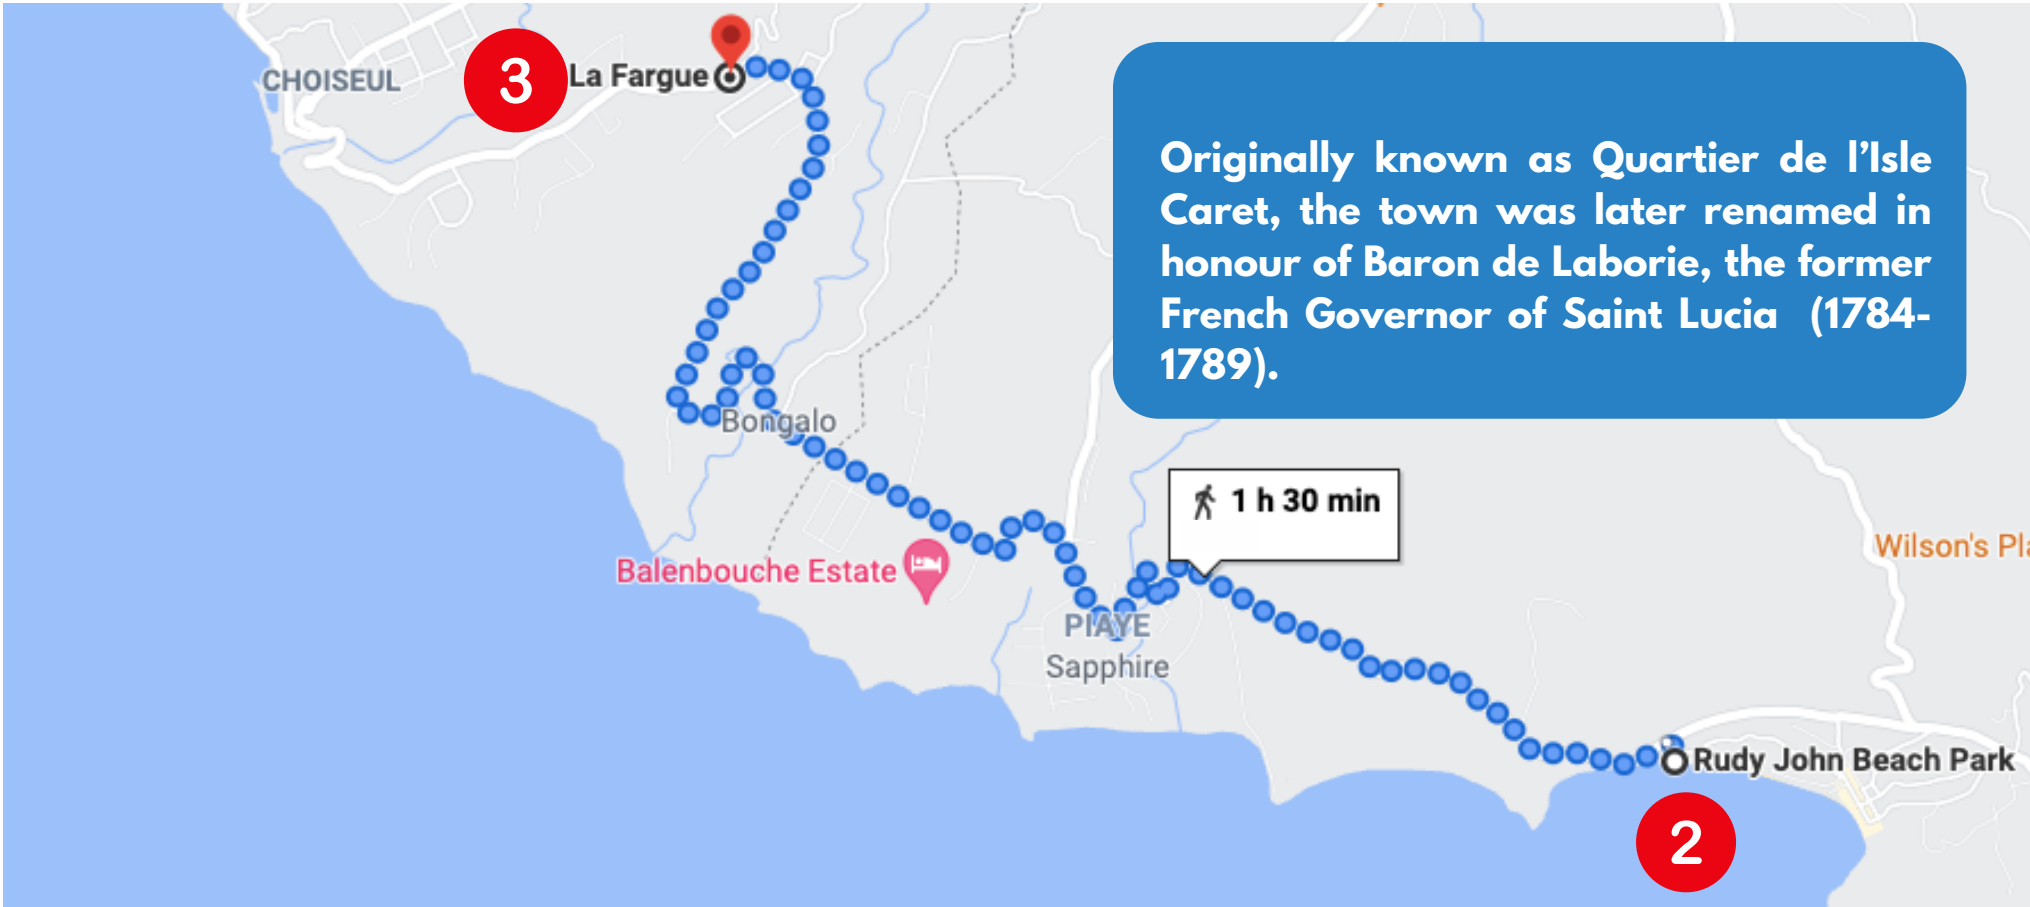 3
La Fargue
CHOISEUL
Originally known as Quartier de l’Isle
Caret, the town was later renamed in
honour of Baron de Laborie, the former
French Governor of Saint Lucia (1784-
1789).
Bongalo
1 h 30 min
Wilson's Pla
Balenbouche Estate
PIAYE
Sapphire
Rudy John Beach Park
2